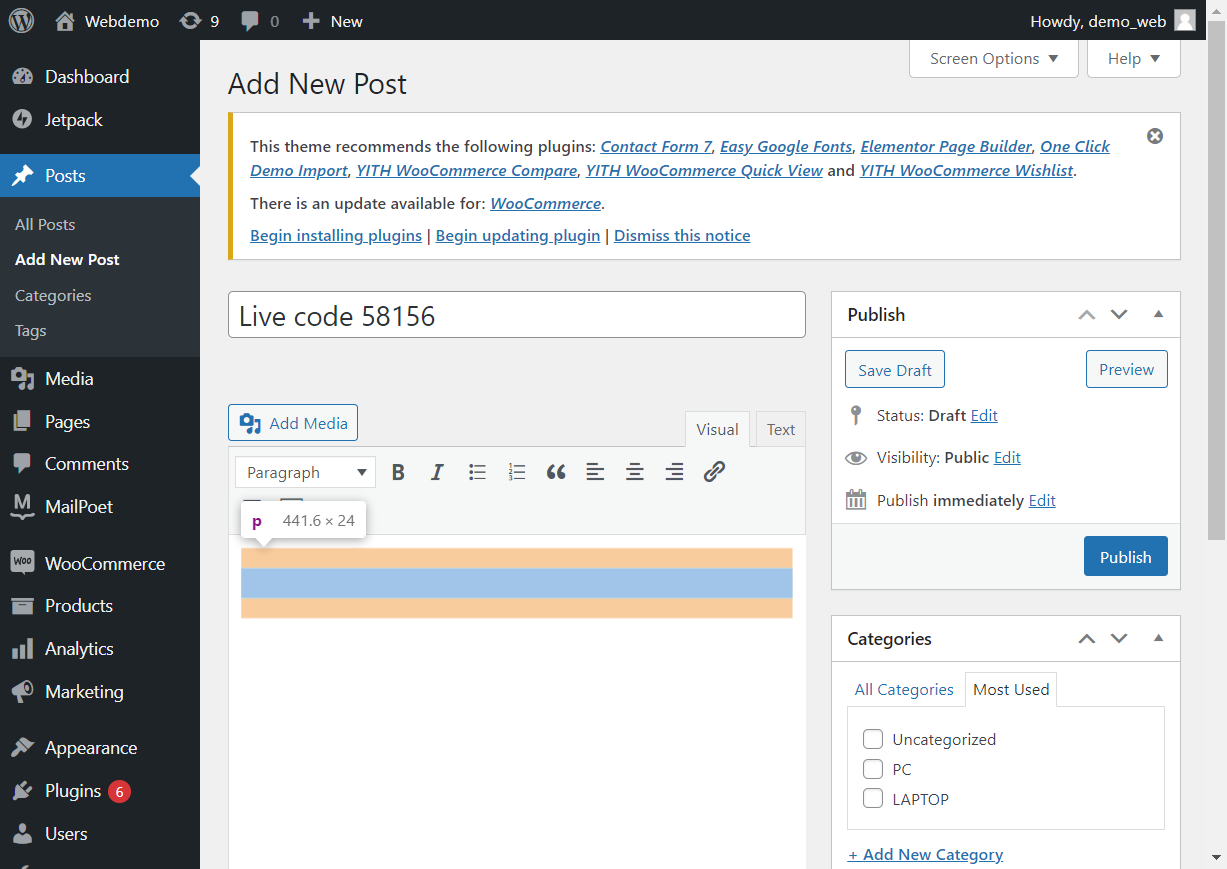 Webdemo 9 0 New Howdy, demo_web
Dashboard
Jetpack
Posts
All Posts
Add New Post
Categories
Tags
Media
Pages
Comments
MailPoet
WooCommerce
Products
Analytics
Marketing
Appearance
Plugins 6
Users
Screen Options Help
Add New Post
This theme recommends the following plugins: Contact Form 7, Easy Google Fonts, Elementor Page Builder, One Click
Demo Import, YITH WooCommerce Compare, YITH WooCommerce Quick View and YITH WooCommerce Wishlist.
There is an update available for: WooCommerce.
Begin installing plugins | Begin updating plugin | Dismiss this notice
Live code 58156
Add Media
Visual Text
Paragraph B I
p 441.6 × 24
Publish
Save Draft Preview
Status: Draft Edit
Visibility: Public Edit
Publish immediately Edit
Publish
Categories
All Categories Most Used
Uncategorized
PC
LAPTOP
+ Add New Category